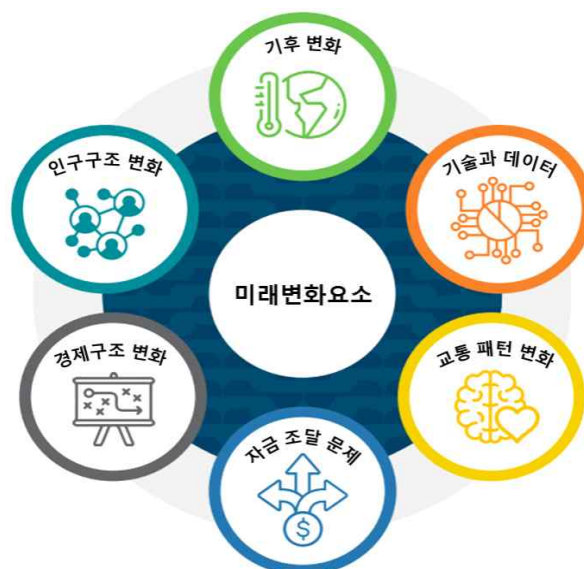 기후 변화
인구구조 변화
기술과 데이터
미래변화요소
경제구조 변화
교통 패턴 변화
자금 조달 문제
$